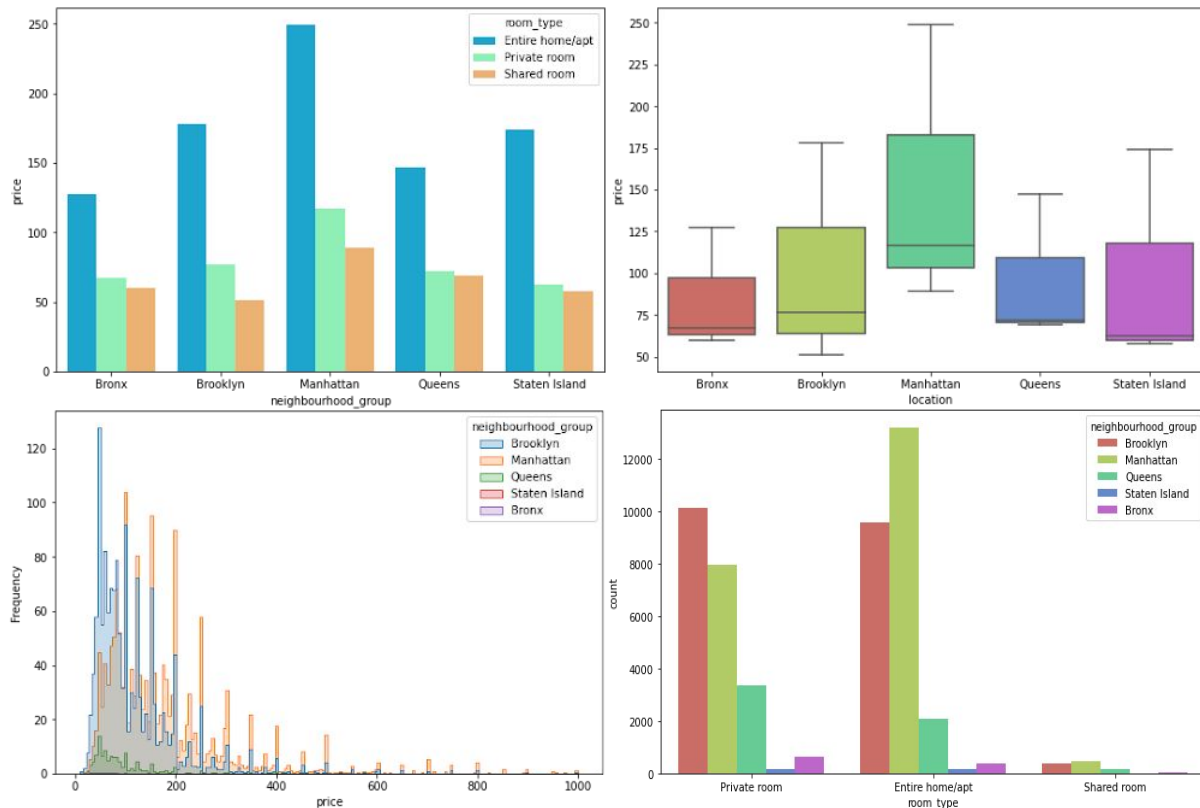 room_type
Entire home/apt
Private room
Shared room
price
250
200
150
100
50
0
Bronx Brooklyn Manhattan Queens Staten Island
neighbourhood_group
price
250
225
200
175
150
125
100
75
50
Bronx Brooklyn Manhattan Queens Staten Island
location
neighbourhood_group
Brooklyn
Manhattan
Queens
Staten Island
Bronx
Frequency
120
100
80
60
40
20
0
0 200 400 600 800 1000
price
neighbourhood_group
Brooklyn
Manhattan
Queens
Staten Island
Bronx
count
12000
10000
8000
6000
4000
2000
0
Private room Entire home/apt Shared room
room_type